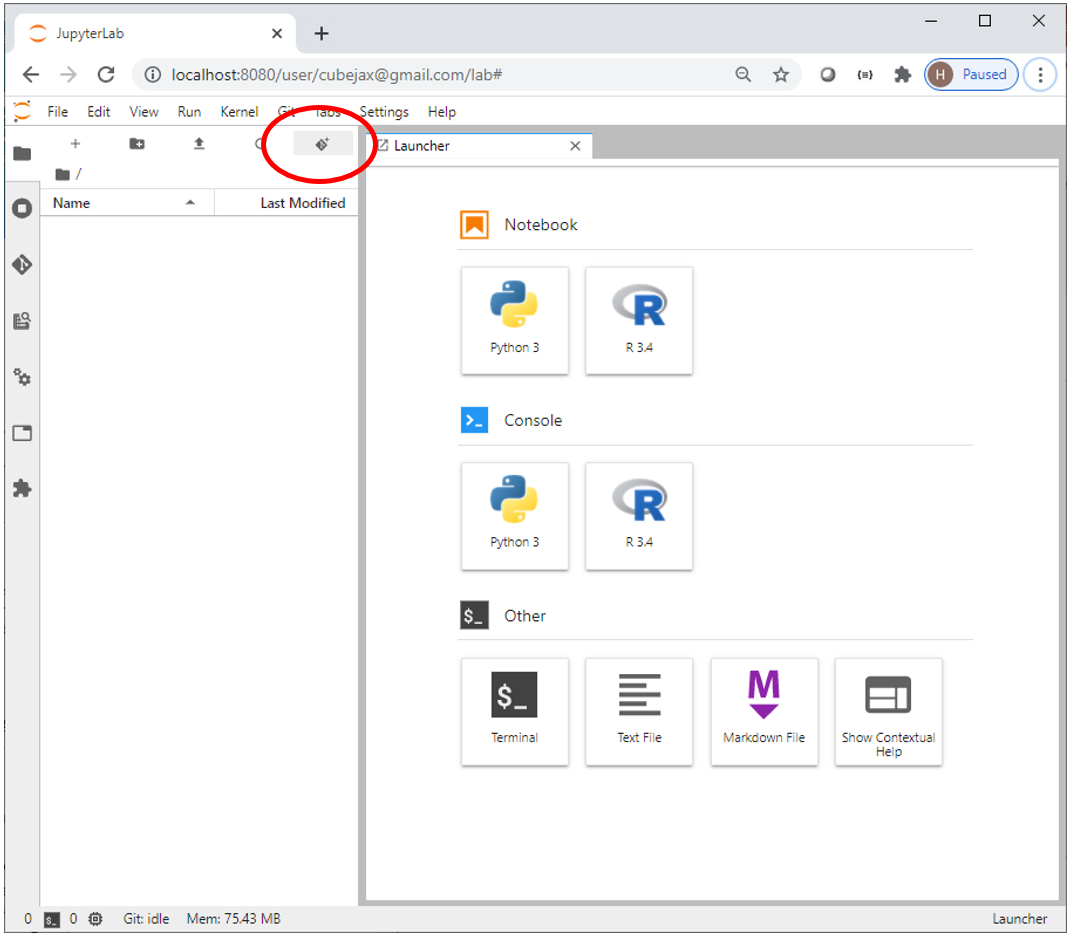 JupyterLab
localhost:8080/user/cubejax@gmail.com/lab#
H Paused
File Edit View Run Kernel Git Tabs Settings Help
Launcher
/
Name Last Modified
Notebook
Python 3 R 3.4
Console
Python 3 R 3.4
$_ Other
Terminal Text File Markdown File Show Contextual
Help
0 $_ 0 Git: idle Mem: 75.43 MB Launcher